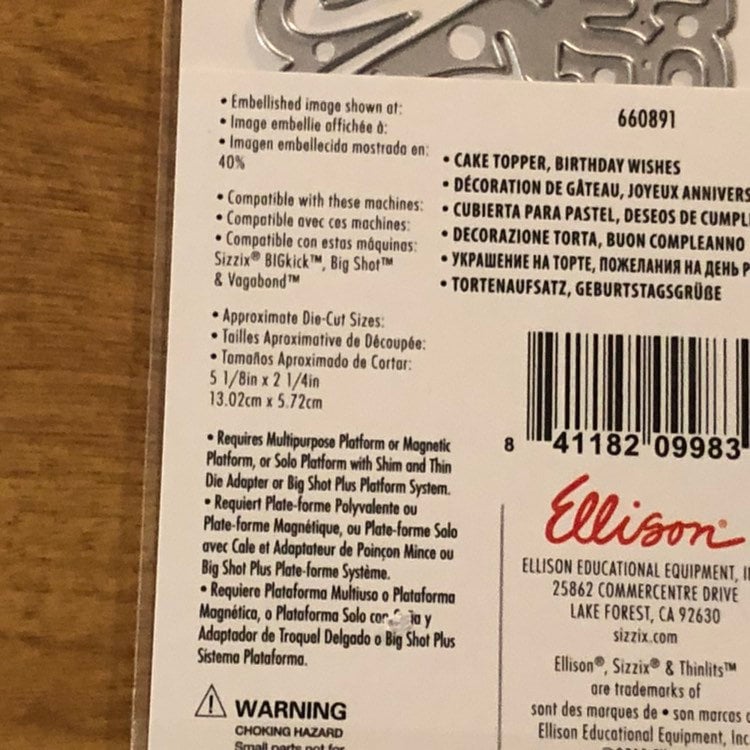 • Embellished image shown at:
• Image embellie affichée à:
• Imagen embellecida mostrada en:
40%
• Compatible with these machines:
• Compatible avec ces machines:
• Compatible con estas máquinas:
Sizzix® BIGkick™, Big Shot™
& Vagabond™
• Approximate Die-Cut Sizes:
• Tailles Aproximative de Découpée:
• Tamaños Aproximado de Cortar:
5 1/8in x 2 1/4in
13.02cm x 5.72cm
• Requires Multipurpose Platform or Magnetic
Platform, or Solo Platform with Shim and Thin
Die Adapter or Big Shot Plus Platform System.
• Requiert Plate-forme Polyvalente ou
Plate-forme Magnétique, ou Plate-forme Solo
avec Cale et Adaptateur de Poinçon Mince ou
Big Shot Plus Plate-forme Système.
• Requiere Plataforma Multiuso o Plataforma
Magnética, o Plataforma Solo con y
Adaptador de Troquel Delgado o Big Shot Plus
Sistema Plataforma.
WARNING
CHOKING HAZARD
Small parts not for
660891
• CAKE TOPPER, BIRTHDAY WISHES
• DÉCORATION DE GÂTEAU, JOYEUX ANNIVERS
• CUBIERTA PARA PASTEL, DESEOS DE CUMPL
• DECORAZIONE TORTA, BUON COMPLEANNO
• УКРАШЕНИЕ НА ТОРТЕ, ПОЖЕЛАНИЯ НА ДЕНЬ Р
• TORTENAUFSATZ, GEBURTSTAGSGRÜßE
8 41182 09983
Ellison®
ELLISON EDUCATIONAL EQUIPMENT, I
25862 COMMERCENTRE DRIVE
LAKE FOREST, CA 92630
sizzix.com
Ellison®, Sizzix® & Thinlits™
are trademarks of
sont des marques de • son marcas
Ellison Educational Equipment, Inc